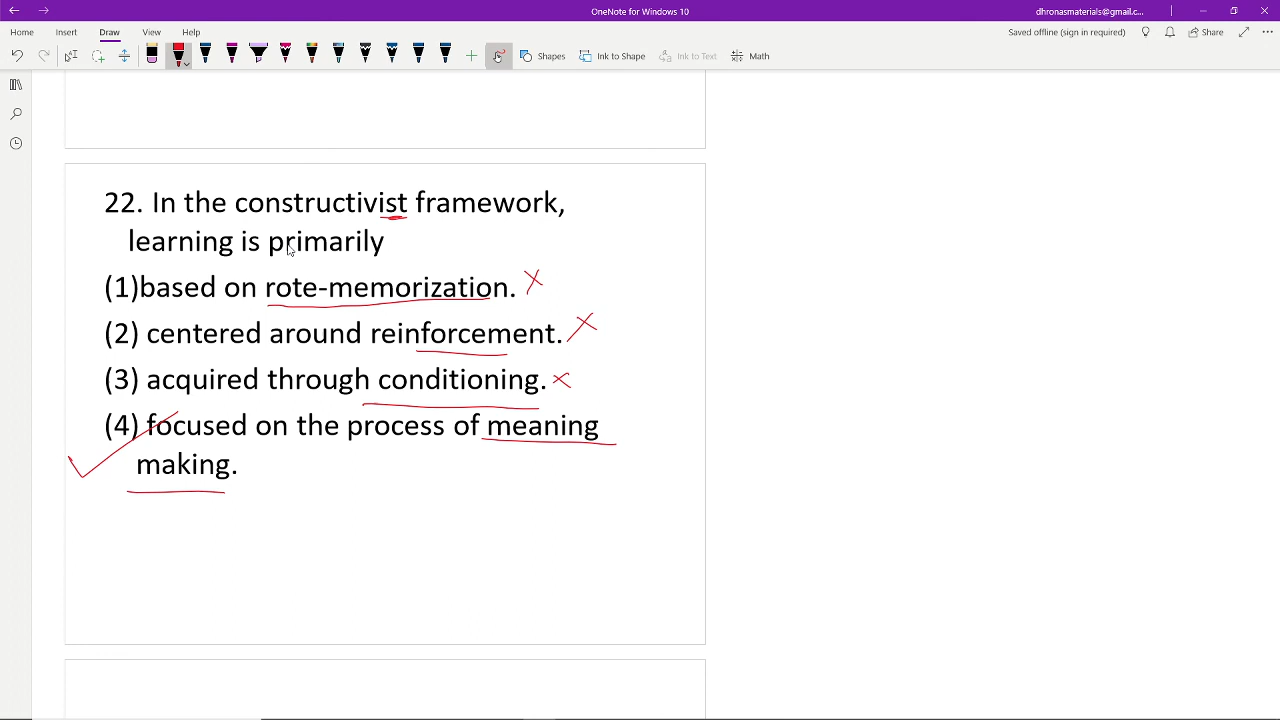 OneNote for Windows 10
dhronasmaterials@gmail.c...
Home Insert Draw View Help
Saved offline (sign in required) Share
Shapes Ink to Shape Ink to Text Math
22. In the constructivist framework,
learning is primarily
(1)based on rote-memorization.
(2) centered around reinforcement.
(3) acquired through conditioning.
(4) focused on the process of meaning
making.